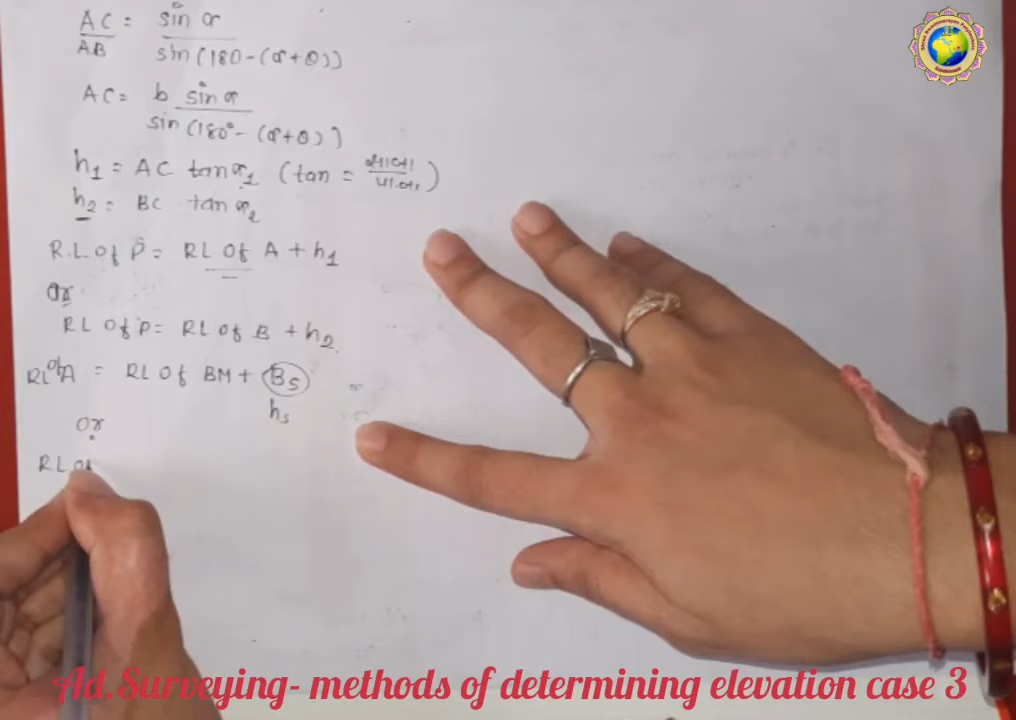 AC = sin α
AB sin (180 - (α + θ))
AC = b sin α
sin (180° - (α + θ))
h1 = AC tan α1 (tan = સા.બા / પા.બા.)
h2 = BC tan α2
R.L of P = RL of A + h1
or
RL of P = RL of B + h2.
RL of A = RL of BM + Bs
hs
or
RL of
Ad.Surveying- methods of determining elevation case 3